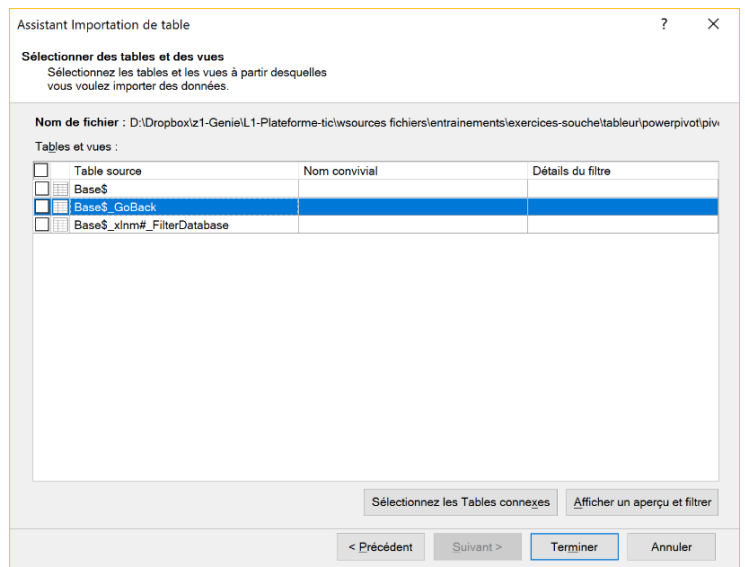 Assistant Importation de table
? ×
Sélectionner des tables et des vues
Sélectionnez les tables et les vues à partir desquelles
vous voulez importer des données.
Nom de fichier : D:\Dropbox\z1-Genie\L1-Plateforme-tic\wsources fichiers\entrainements\exercices-souche\tableur\powerpivot\piv
Tables et vues :
Table source Nom convivial Détails du filtre
Base$
Base$_GoBack
Base$_xlnm#_FilterDatabase
Sélectionnez les Tables connexes Afficher un aperçu et filtrer
< Précédent Suivant > Terminer Annuler